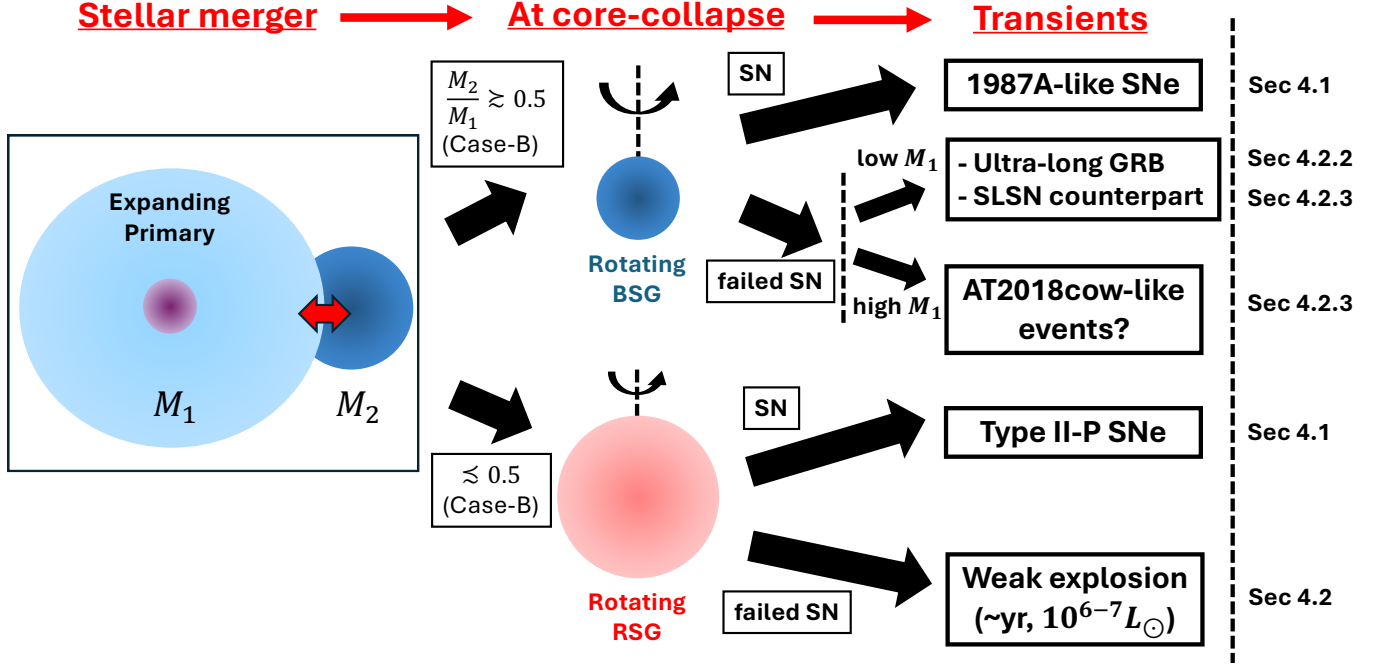 Stellar merger
At core-collapse
Transients
Expanding
Primary
M₁
M₂
M₂/M₁ ≳ 0.5
(Case-B)
≲ 0.5
(Case-B)
Rotating
BSG
Rotating
RSG
SN
failed SN
low M₁
high M₁
SN
failed SN
1987A-like SNe
- Ultra-long GRB
- SLSN counterpart
AT2018cow-like
events?
Type II-P SNe
Weak explosion
(~yr, 10⁶⁻⁷L☉)
Sec 4.1
Sec 4.2.2
Sec 4.2.3
Sec 4.2.3
Sec 4.1
Sec 4.2